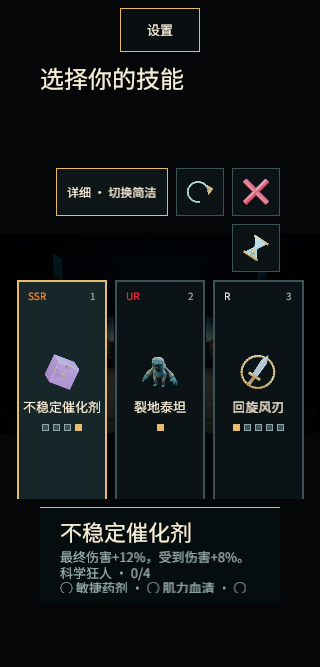 设置
选择你的技能
详细 · 切换简洁
SSR 1
UR 2
R 3
不稳定催化剂
裂地泰坦
回旋风刃
不稳定催化剂
最终伤害+12%，受到伤害+8%。
科学狂人 · 0/4
〇 敏捷药剂 · 〇 肌力血清 · 〇